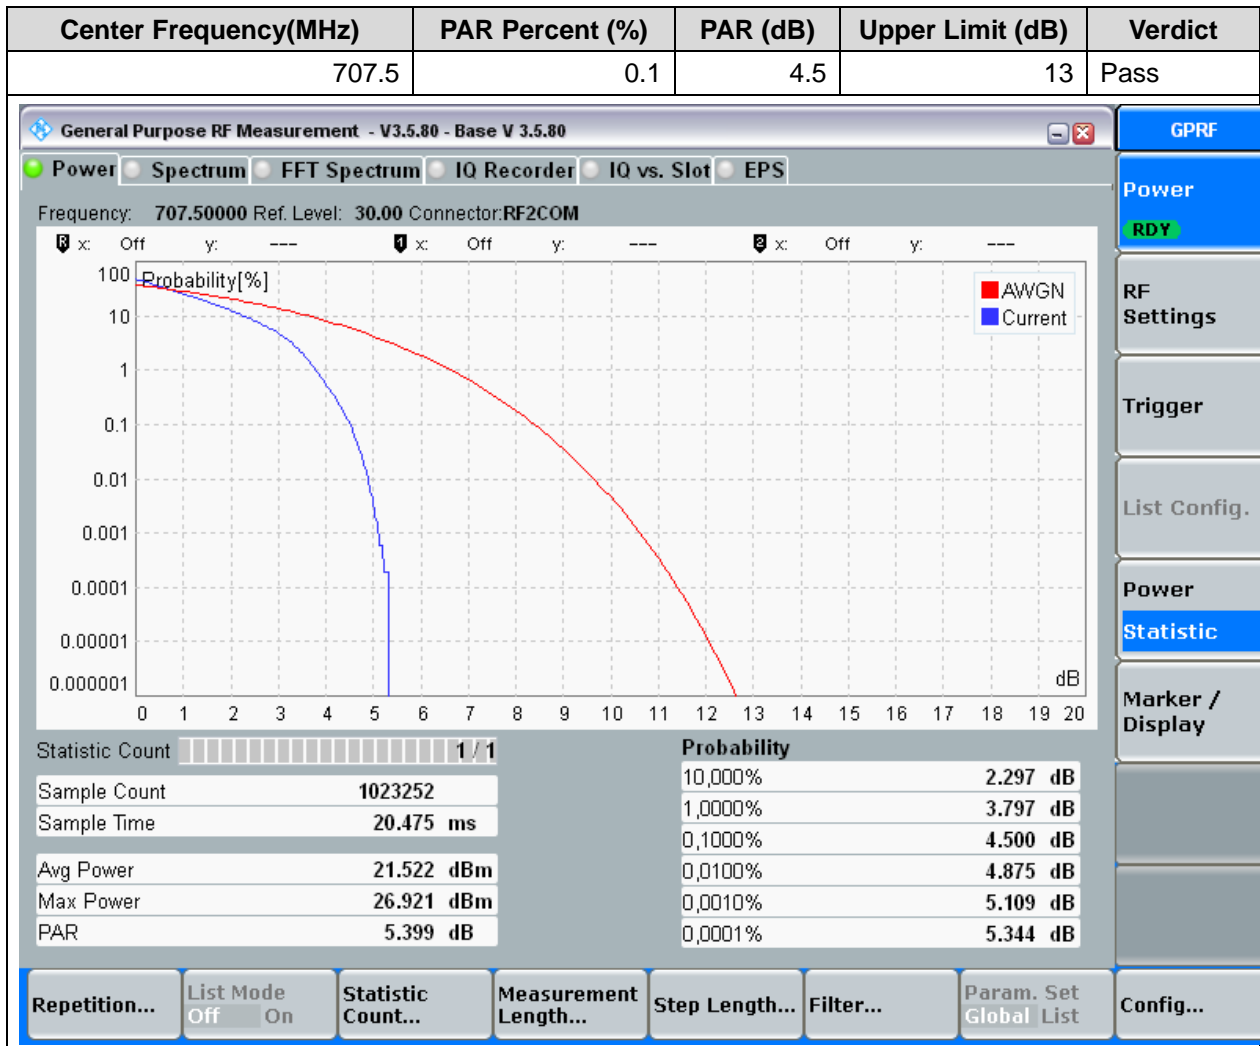 Center Frequency(MHz) PAR Percent (%) PAR (dB) Upper Limit (dB) Verdict
707.5 0.1 4.5 13 Pass
General Purpose RF Measurement - V3.5.80 - Base V 3.5.80
GPRF
Power Spectrum FFT Spectrum IQ Recorder IQ vs. Slot EPS
Power
RDY
Frequency: 707.50000 Ref. Level: 30.00 Connector:RF2COM
R x: Off y: --- 1 x: Off y: --- 2 x: Off y: ---
100 Probability[%]
AWGN
Current
10
1
0.1
0.01
0.001
0.0001
0.00001
0.000001
dB
0 1 2 3 4 5 6 7 8 9 10 11 12 13 14 15 16 17 18 19 20
RF
Settings
Trigger
List Config.
Power
Statistic
Marker /
Display
Statistic Count 1 / 1
Sample Count 1023252
Sample Time 20.475 ms
Avg Power 21.522 dBm
Max Power 26.921 dBm
PAR 5.399 dB
Probability
10,000% 2.297 dB
1,0000% 3.797 dB
0,1000% 4.500 dB
0,0100% 4.875 dB
0,0010% 5.109 dB
0,0001% 5.344 dB
Repetition...
List Mode
Off On
Statistic
Count...
Measurement
Length...
Step Length...
Filter...
Param. Set
Global List
Config...